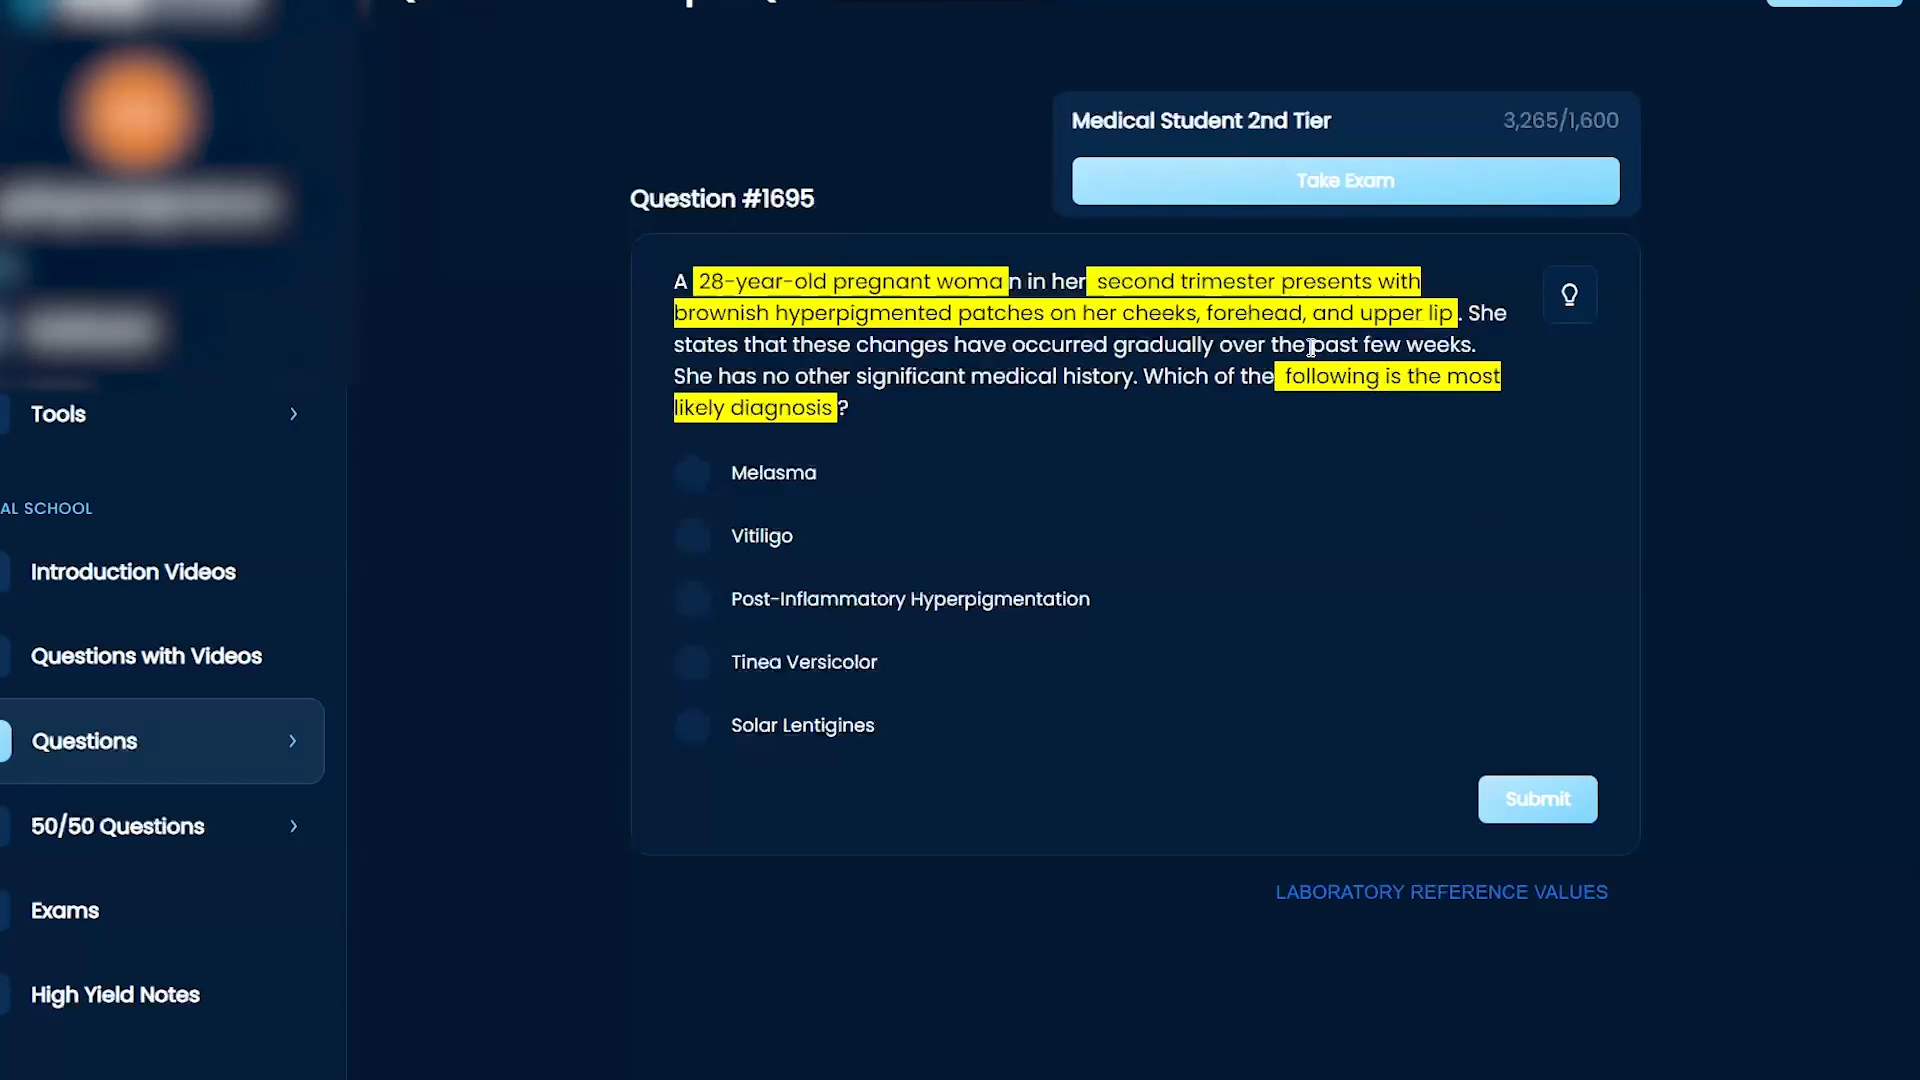 Medical Student 2nd Tier
3,265/1,600
Take Exam
Question #1695
A 28-year-old pregnant woman in her second trimester presents with
brownish hyperpigmented patches on her cheeks, forehead, and upper lip . She
states that these changes have occurred gradually over the past few weeks.
She has no other significant medical history. Which of the following is the most
likely diagnosis ?
Melasma
Vitiligo
Post-Inflammatory Hyperpigmentation
Tinea Versicolor
Solar Lentigines
Submit
LABORATORY REFERENCE VALUES
Tools
AL SCHOOL
Introduction Videos
Questions with Videos
Questions
50/50 Questions
Exams
High Yield Notes